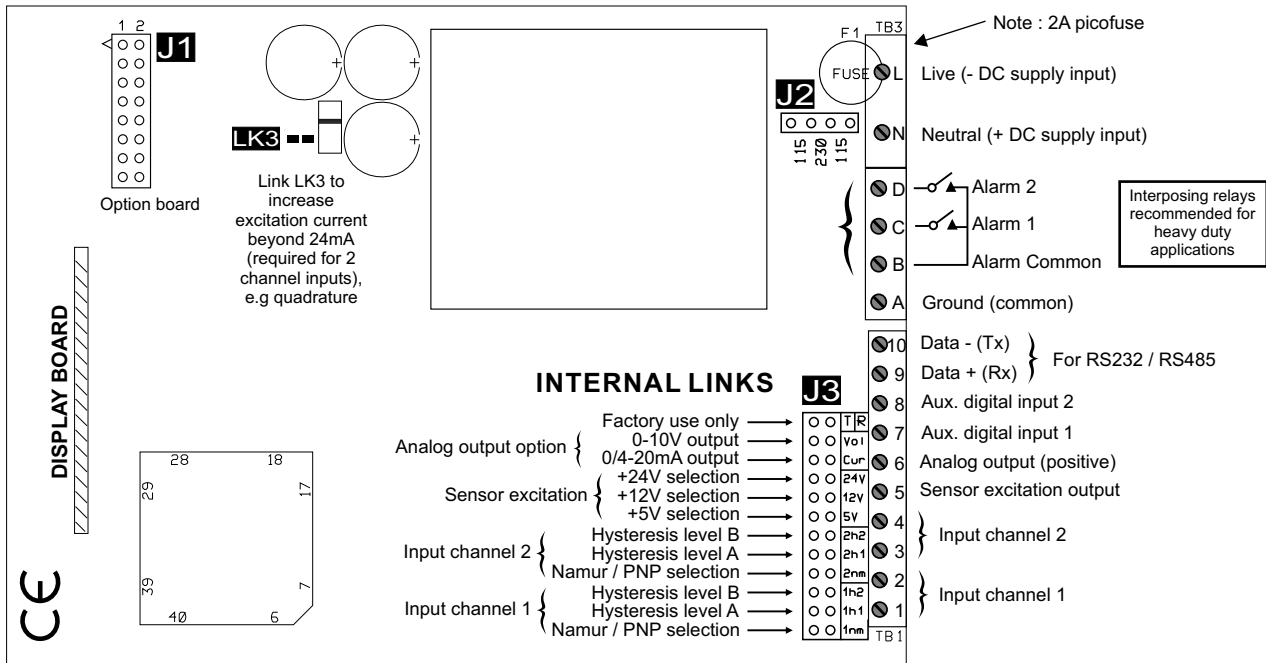 1 2
J1
Option board
LK3
Link LK3 to
increase
excitation current
beyond 24mA
(required for 2
channel inputs),
e.g quadrature
DISPLAY BOARD
CE
28 18
29
17
39
7
40 6
F1
FUSE
J2
115
230
115
TB3
Note : 2A picofuse
L Live (- DC supply input)
N Neutral (+ DC supply input)
D Alarm 2
C Alarm 1
B Alarm Common
A Ground (common)
Interposing relays
recommended for
heavy duty
applications
10 Data - (Tx)
9 Data + (Rx)
For RS232 / RS485
8 Aux. digital input 2
7 Aux. digital input 1
6 Analog output (positive)
5 Sensor excitation output
4
3
Input channel 2
2
1
Input channel 1
TB1
INTERNAL LINKS
J3
Factory use only T R
Analog output option
0-10V output Vol
0/4-20mA output Cur
Sensor excitation
+24V selection 24V
+12V selection 12V
+5V selection 5V
Input channel 2
Hysteresis level B 2h2
Hysteresis level A 2h1
Namur / PNP selection 2nm
Input channel 1
Hysteresis level B 1h2
Hysteresis level A 1h1
Namur / PNP selection 1nm